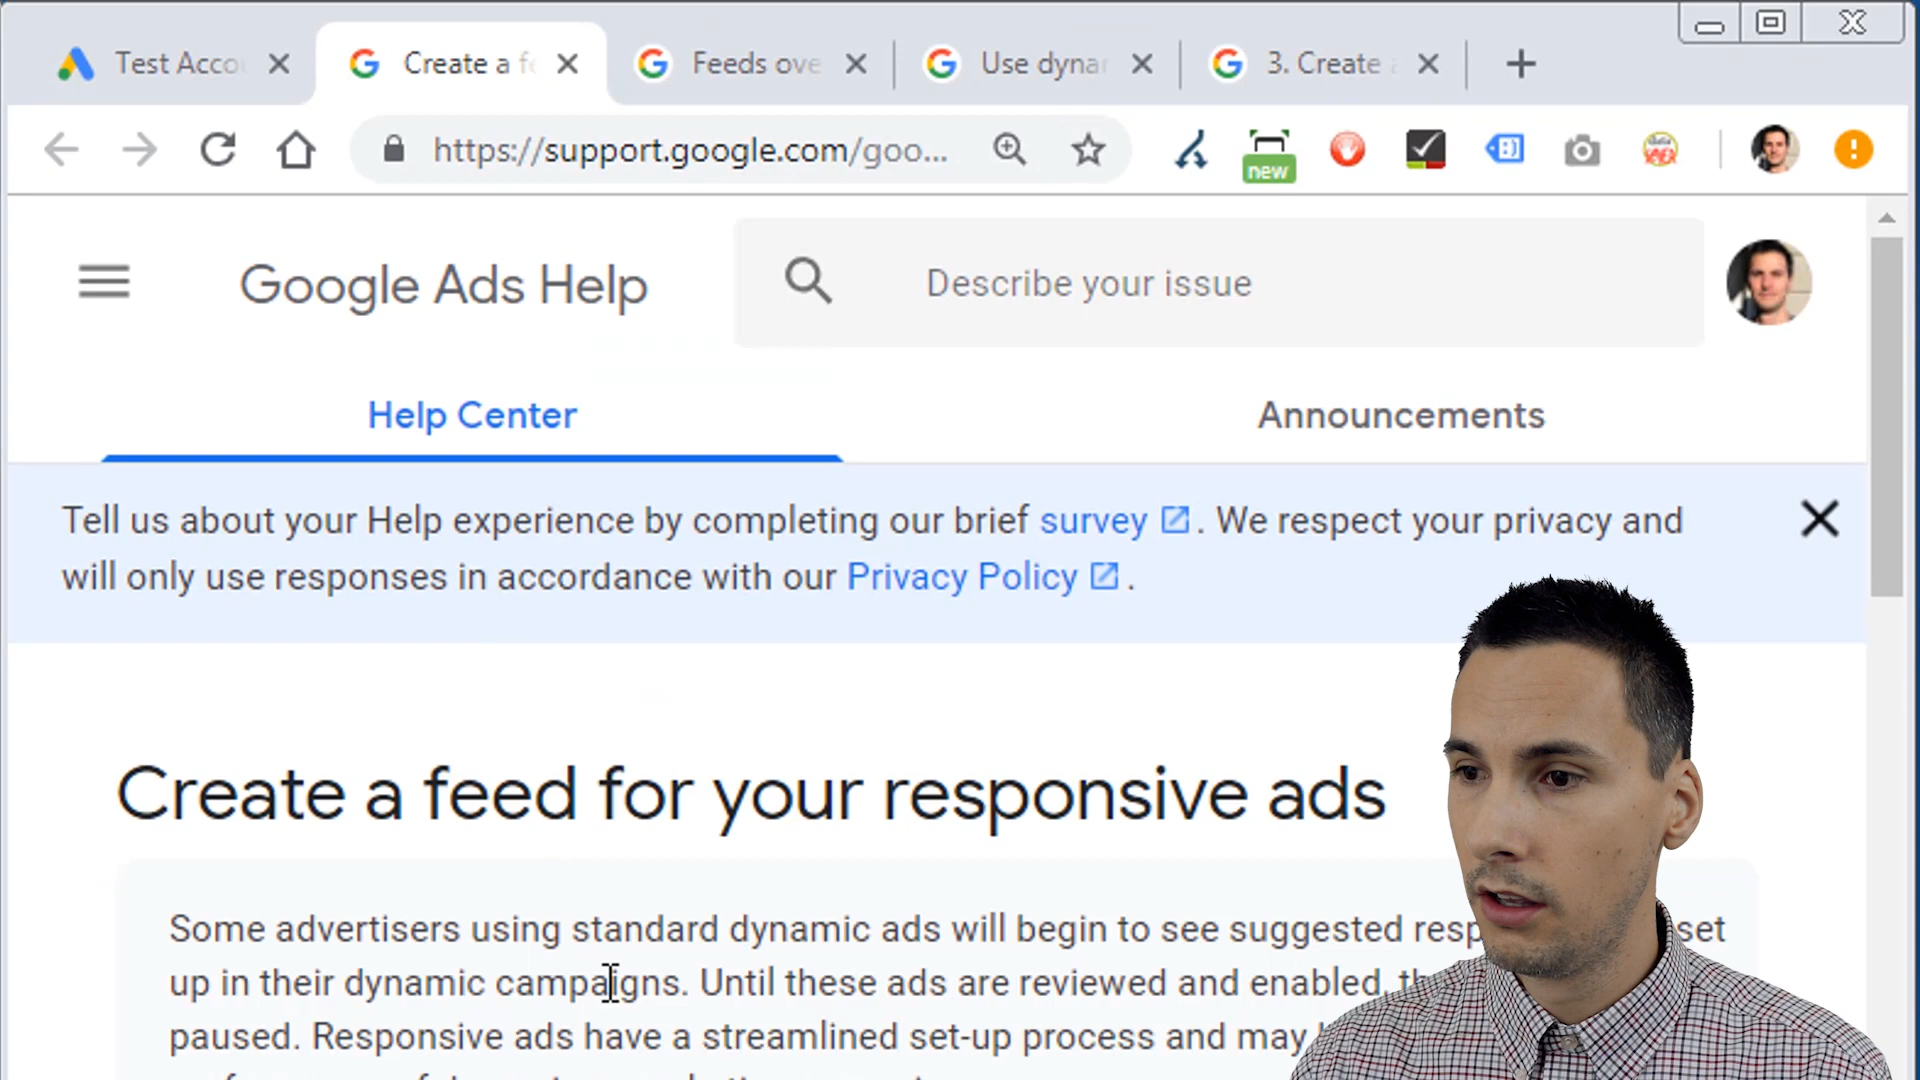 Test Acco
Create a fe
Feeds ove
Use dynar
3. Create a
https://support.google.com/goo...
new
Google Ads Help
Describe your issue
Help Center
Announcements
Tell us about your Help experience by completing our brief survey. We respect your privacy and
will only use responses in accordance with our Privacy Policy.
Create a feed for your responsive ads
Some advertisers using standard dynamic ads will begin to see suggested resp set
up in their dynamic campaigns. Until these ads are reviewed and enabled, th
paused. Responsive ads have a streamlined set-up process and may